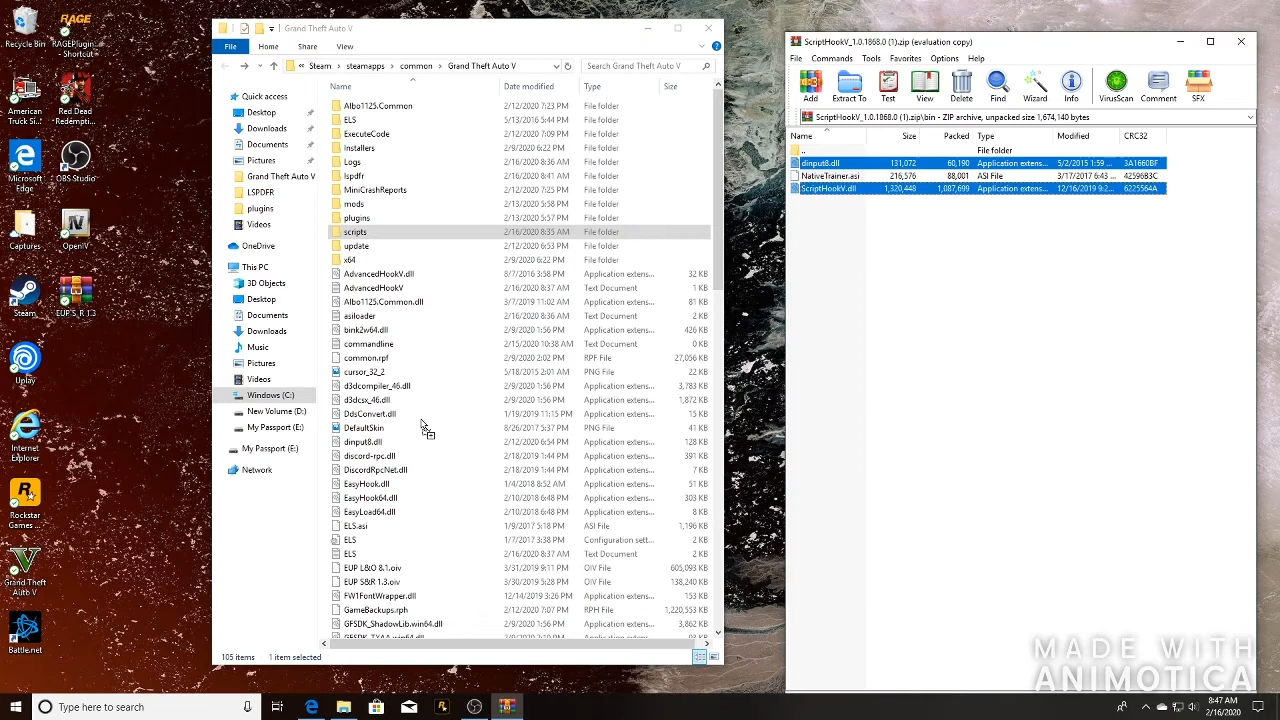 Recycle Bin
RAGEPlugin...
American Truck Si...
Red Dead Redempti...
Microsoft Edge
OBS Studio
Captures
OpenIV
Steam
EUP S_R 1.3
Uplay
Internet Explorer
Rockstar Games ...
Grand Theft Auto V
Battle.net
Grand Theft Auto V
File
Home
Share
View
« Steam > steamapps > common > Grand Theft Auto V
Search Grand Theft Auto V
Quick access
Desktop
Downloads
Documents
Pictures
Grand Theft Auto V
LSPDFR
plugins
Videos
OneDrive
This PC
3D Objects
Desktop
Documents
Downloads
Music
Pictures
Videos
Windows (C:)
New Volume (D:)
My Passport (E:)
My Passport (E:)
Network
Name Date modified Type Size
Albo1125.Common 2/12/2020 7:23 PM File folder
ELS 5/13/2016 5:44 PM File folder
ExecuteCode 2/12/2020 7:09 PM File folder
Installers 2/9/2020 6:22 PM File folder
Logs 2/16/2020 8:36 AM File folder
lspdfr 2/16/2020 8:41 AM File folder
MiniCrashReports 2/12/2020 7:25 PM File folder
mods 2/13/2020 5:58 PM File folder
plugins 2/13/2020 5:57 PM File folder
scripts 2/16/2020 8:35 AM File folder
update 2/12/2020 6:53 PM File folder
x64 2/9/2020 6:22 PM File folder
AdvancedHookV.dll 8/7/2016 3:58 PM Application extens... 32 KB
AdvancedHookV 2/16/2020 8:37 AM Text Document 1 KB
Albo1125.Common.dll 3/7/2019 11:02 AM Application extens... 81 KB
asiloader 2/16/2020 8:36 AM Text Document 2 KB
bink2w64.dll 2/9/2020 1:56 PM Application extens... 426 KB
commandline 2/15/2020 10:38 AM Text Document 0 KB
common.rpf 2/9/2020 2:02 PM RPF File 27,056 KB
cursor_32_2 5/18/2015 2:01 AM PNG File 22 KB
d3dcompiler_46.dll 2/9/2020 1:56 PM Application extens... 3,783 KB
d3dcsx_46.dll 2/9/2020 1:56 PM Application extens... 1,872 KB
DdsConvert.dll 1/19/2019 11:15 PM Application extens... 15 KB
DefaultSkin 8/26/2017 5:37 PM PNG File 41 KB
dinput8.dll 2/12/2020 6:54 PM Application extens... 128 KB
discord-rpc.dll 2/18/2019 1:44 PM Application extens... 391 KB
DiscordRpcNet.dll 2/18/2019 1:44 PM Application extens... 7 KB
EasyHook.dll 1/4/2018 8:52 AM Application extens... 51 KB
EasyHook64.dll 2/10/2018 6:48 PM Application extens... 303 KB
EasyLoad64.dll 2/10/2018 6:48 PM Application extens... 8 KB
ELS.asi 1/9/2017 5:18 PM ASI File 1,196 KB
ELS 1/7/2017 3:38 PM Configuration sett... 2 KB
ELS 2/16/2020 8:37 AM Text Document 2 KB
EUP L&O 8.1.oiv 3/31/2019 9:11 PM OIV File 605,093 KB
EUP S&R 1.3.oiv 3/30/2019 5:28 PM OIV File 138,240 KB
FW1FontWrapper.dll 12/14/2019 3:26 PM Application extens... 153 KB
GameBackups.rph 2/12/2020 7:07 PM RPH File 1,220,553 KB
GFSDK_ShadowLib.win64.dll 2/9/2020 1:56 PM Application extens... 3,862 KB
GFSDK_TXAA.win64.dll
105 items 1 item selected
ScriptHookV_1.0.1868.0 (1).zip (evaluation copy)
File Commands Tools Favorites Options Help
Add Extract To Test View Delete Find Wizard Info VirusScan Comment SFX
ScriptHookV_1.0.1868.0 (1).zip\bin - ZIP archive, unpacked size 1,674,140 bytes
Name Size Packed Type Modified CRC32
.. File folder
dinput8.dll 131,072 60,190 Application extens... 5/2/2015 1:59 ... 3A1660BF
NativeTrainer.asi 216,576 88,001 ASI File 3/17/2017 6:43 ... 42596B3C
ScriptHookV.dll 1,320,448 1,087,699 Application extens... 12/16/2019 9:2... 6225564A
MADE WITH
ANIMOTICA
Type here to search
8:47 AM
2/16/2020